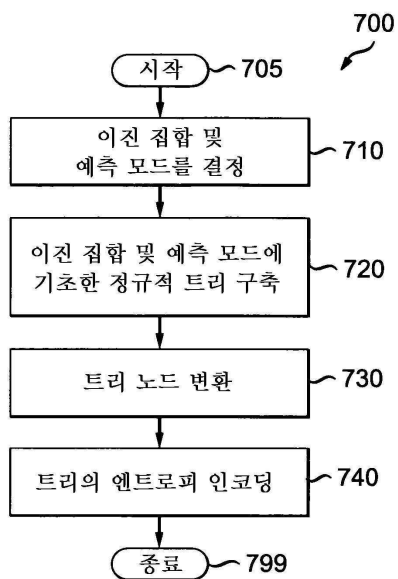 700
시작
705
이진 집합 및
예측 모드를 결정
710
이진 집합 및 예측 모드에
기초한 정규적 트리 구축
720
트리 노드 변환
730
트리의 엔트로피 인코딩
740
종료
799